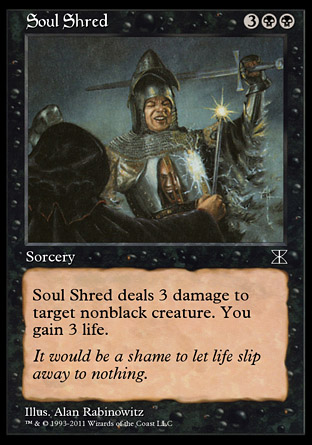 Soul Shred 3
Sorcery
Soul Shred deals 3 damage to
target nonblack creature. You
gain 3 life.
It would be a shame to let life slip
away to nothing.
Illus. Alan Rabinowitz
™ & © 1993-2011 Wizards of the Coast LLC